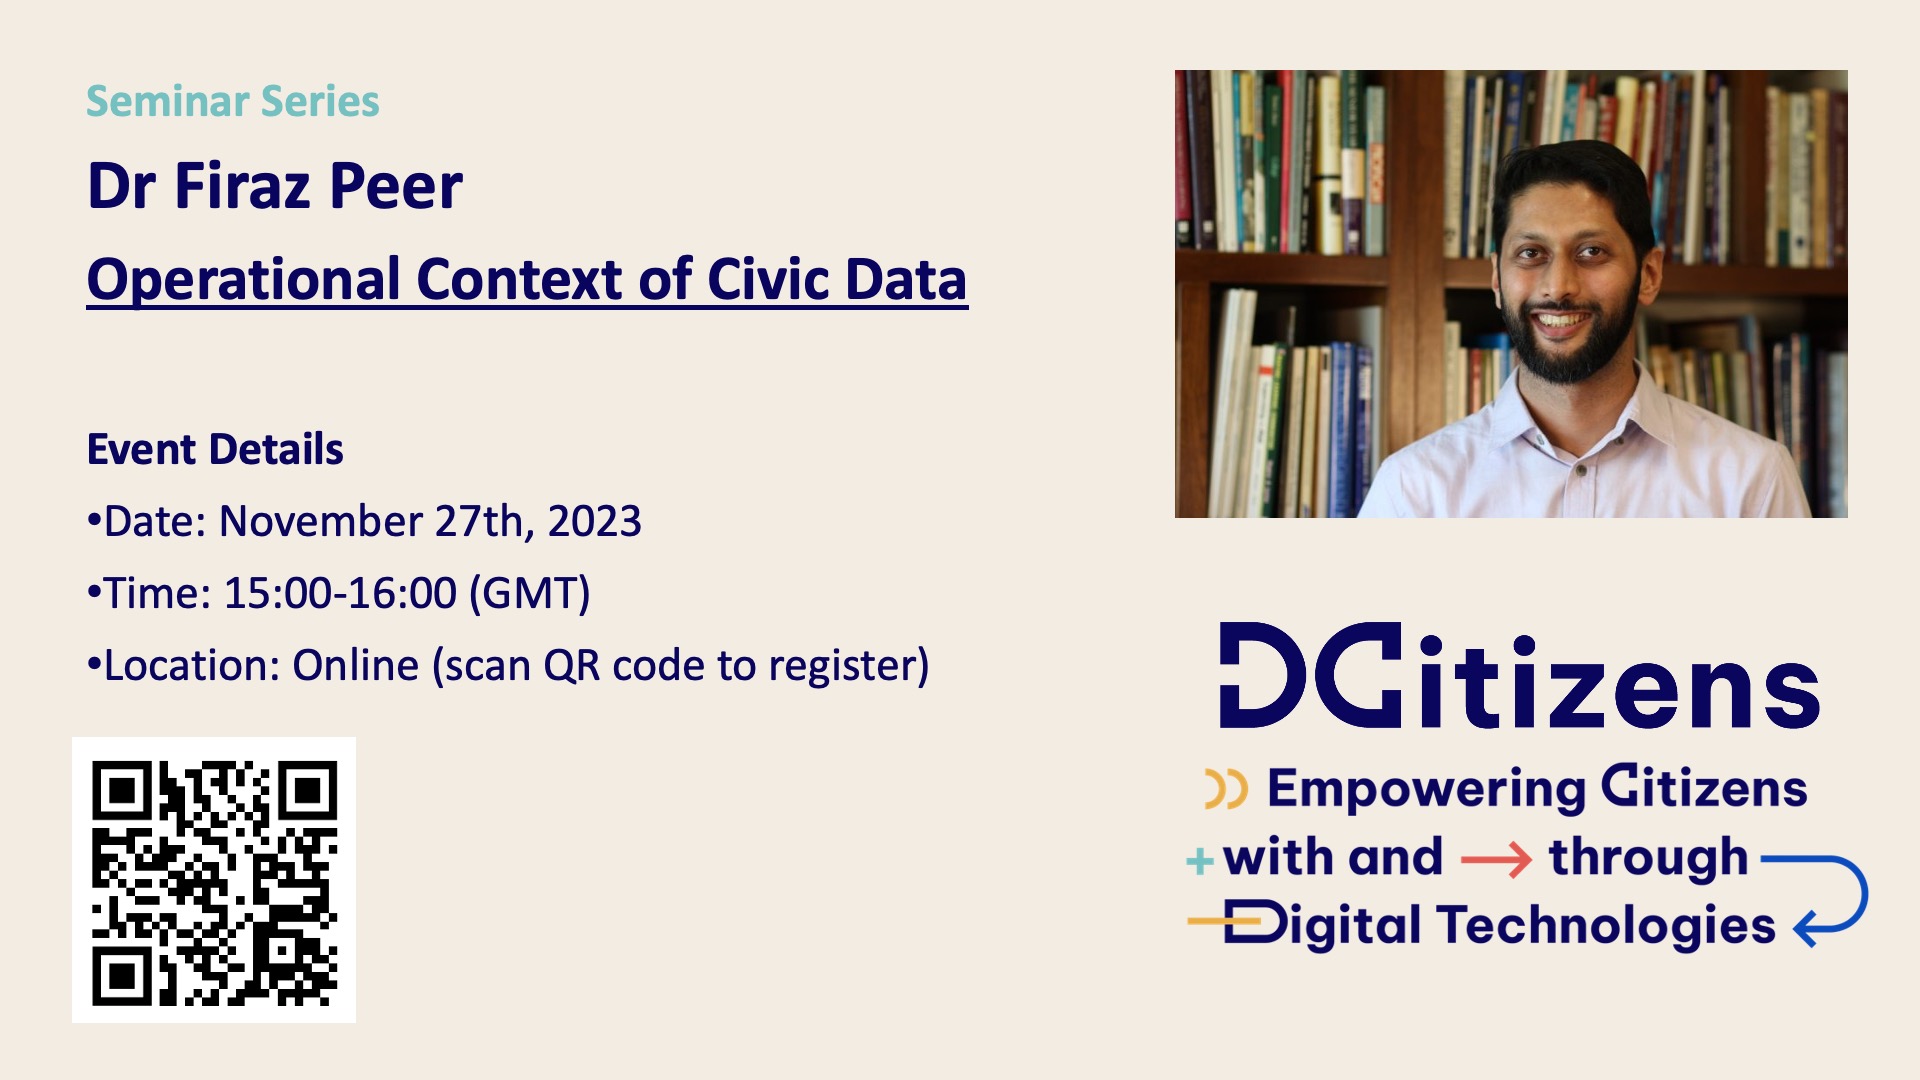 Seminar Series
Dr Firaz Peer
Operational Context of Civic Data
Event Details
•Date: November 27th, 2023
•Time: 15:00-16:00 (GMT)
•Location: Online (scan QR code to register)
DCitizens
Empowering Citizens
+with and → through
Digital Technologies